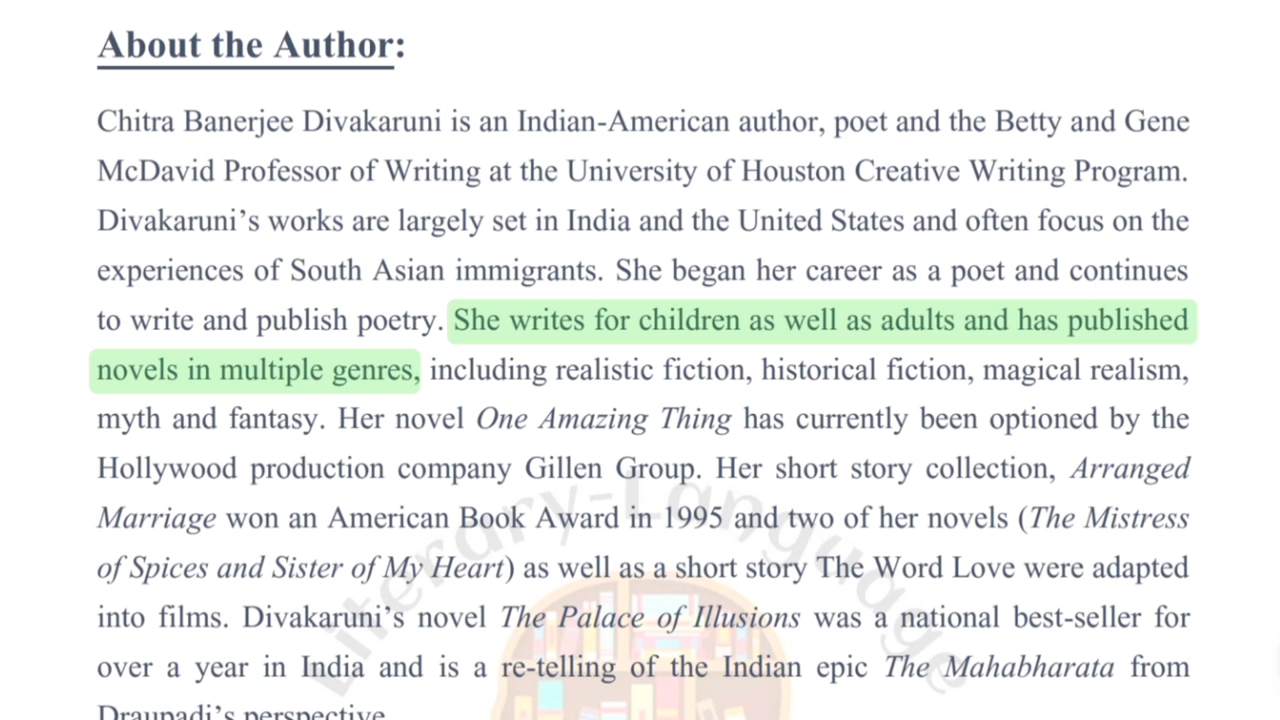 About the Author:
Chitra Banerjee Divakaruni is an Indian-American author, poet and the Betty and Gene
McDavid Professor of Writing at the University of Houston Creative Writing Program.
Divakaruni’s works are largely set in India and the United States and often focus on the
experiences of South Asian immigrants. She began her career as a poet and continues
to write and publish poetry. She writes for children as well as adults and has published
novels in multiple genres, including realistic fiction, historical fiction, magical realism,
myth and fantasy. Her novel One Amazing Thing has currently been optioned by the
Hollywood production company Gillen Group. Her short story collection, Arranged
Marriage won an American Book Award in 1995 and two of her novels (The Mistress
of Spices and Sister of My Heart) as well as a short story The Word Love were adapted
into films. Divakaruni’s novel The Palace of Illusions was a national best-seller for
over a year in India and is a re-telling of the Indian epic The Mahabharata from
Draupadi’s perspective
Literary-Language